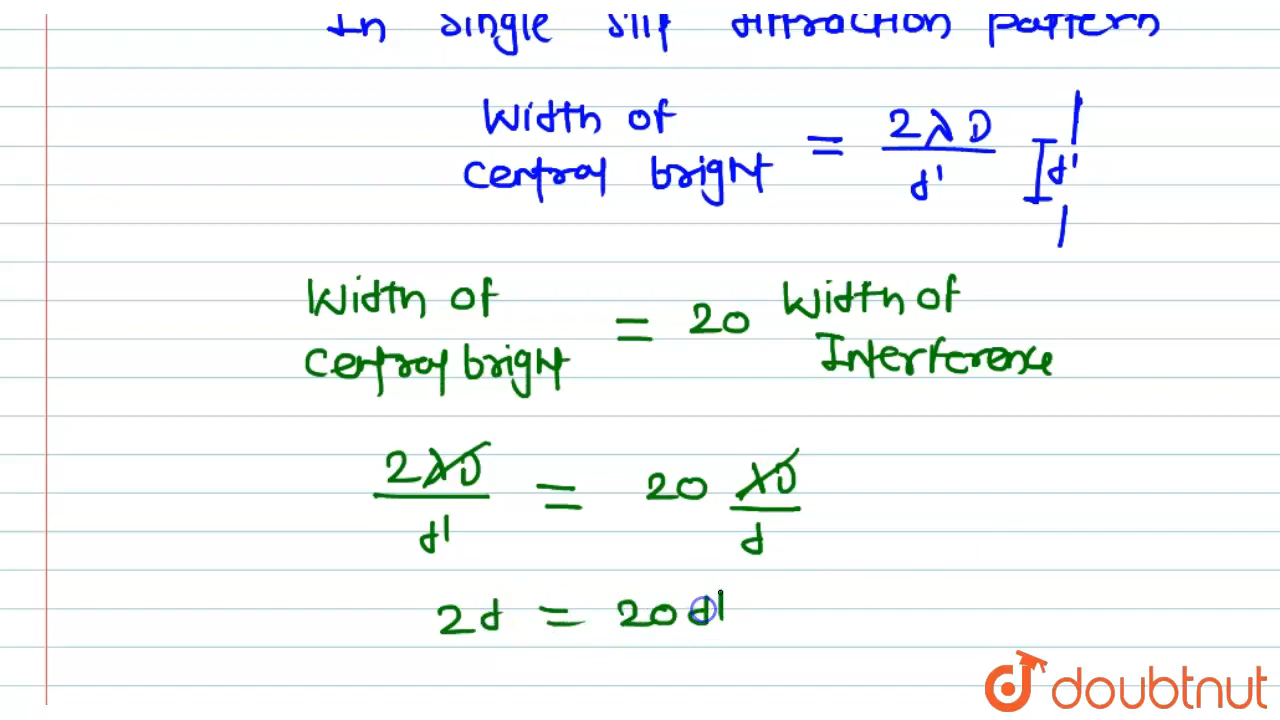 In single slit diffraction pattern
Width of
central bright = 2λD / d' d'
Width of
central bright = 20 Width of
Interference
2λD / d' = 20 λD / d
2d = 20d'
doubtnut